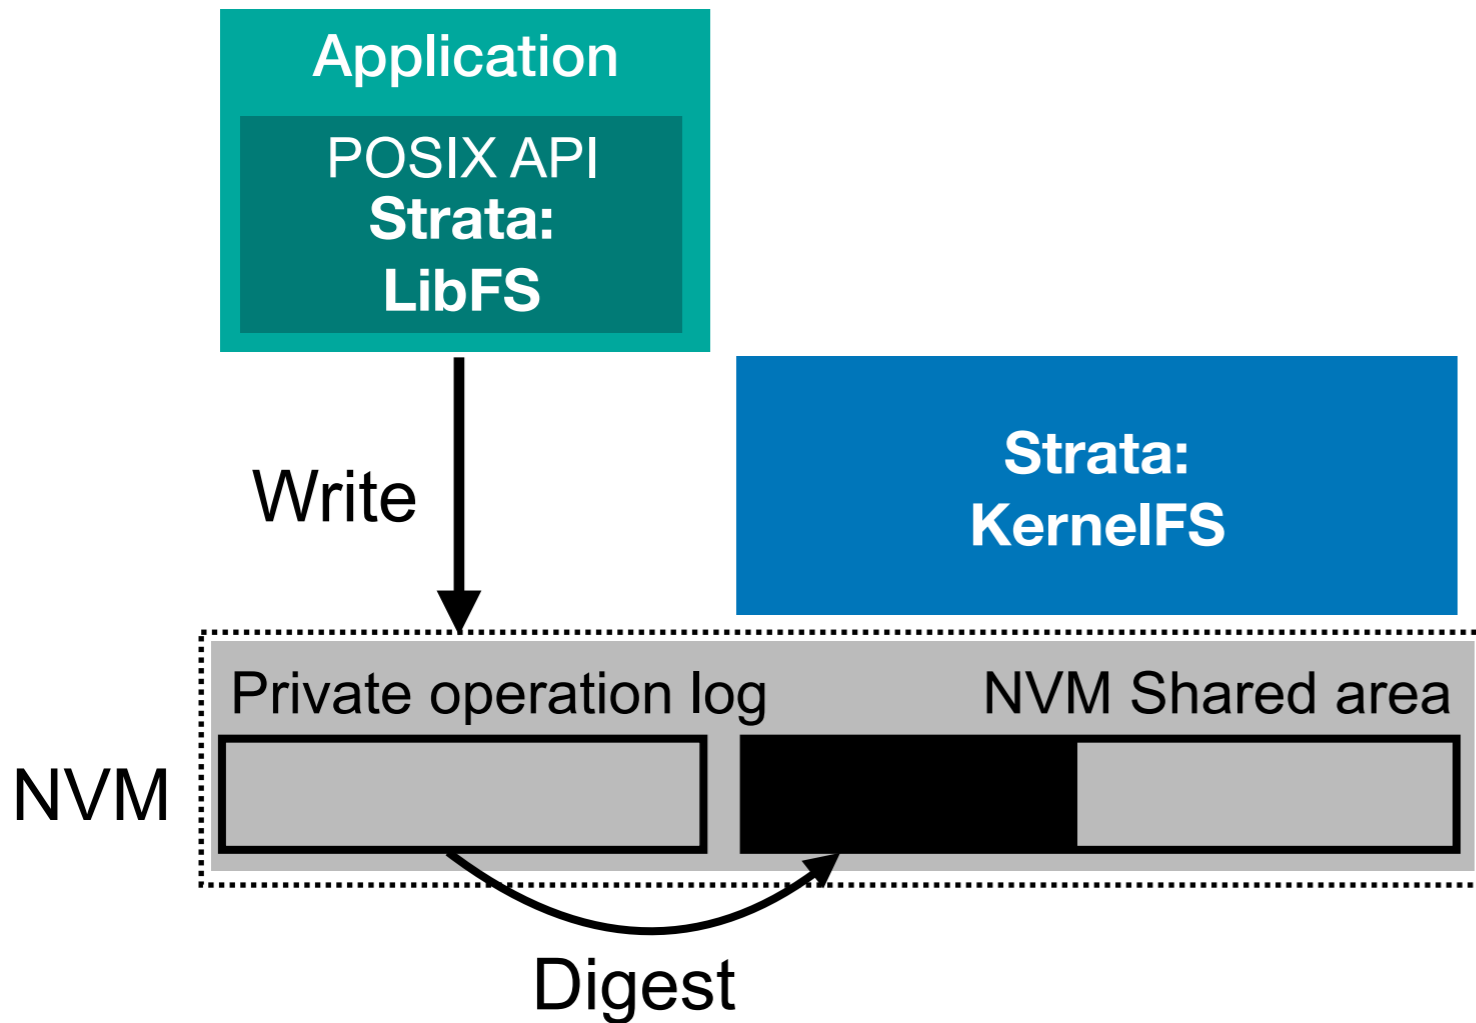 Application
POSIX API
Strata:
LibFS
Write
Strata:
KernelFS
Private operation log
NVM Shared area
NVM
Digest